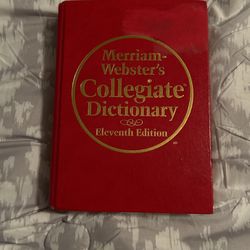 Merriam-
Webster's
Collegiate®
Dictionary
Eleventh Edition